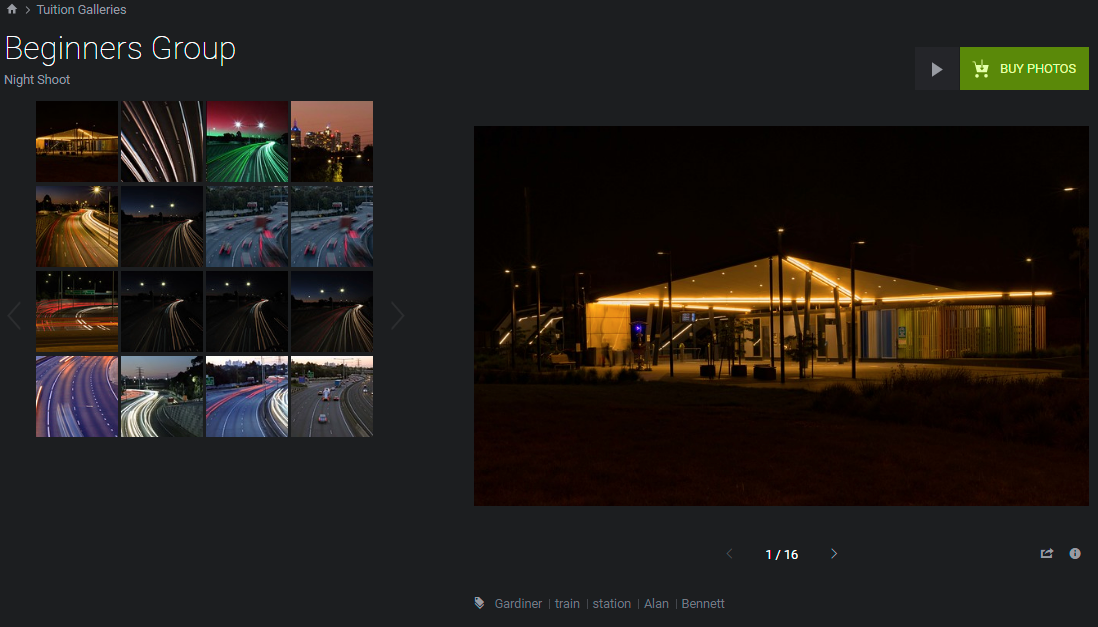 Tuition Galleries
Beginners Group
Night Shoot
BUY PHOTOS
1 / 16
Gardiner | train | station | Alan | Bennett